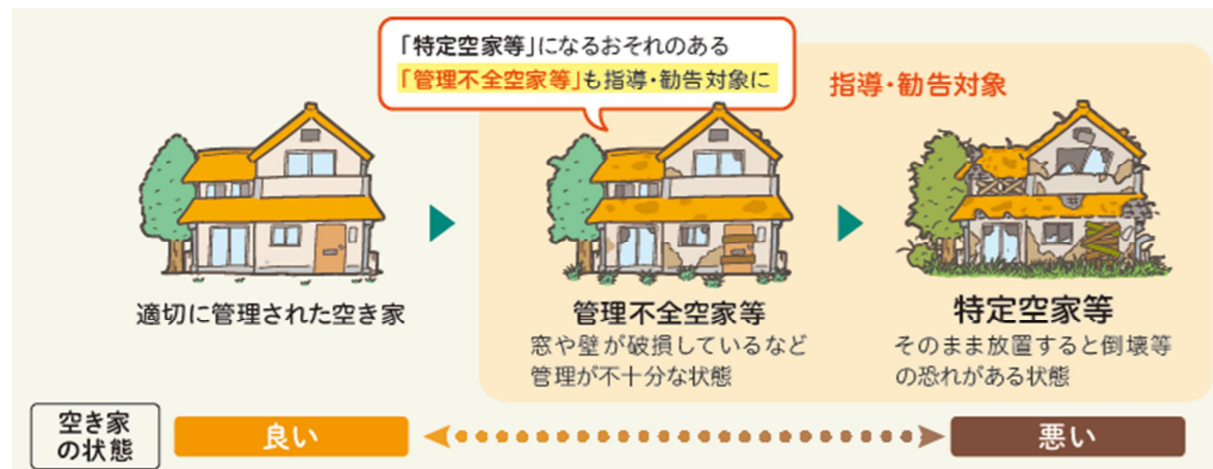 「特定空家等」になるおそれのある
「管理不全空家等」も指導・勧告対象に
指導・勧告対象
適切に管理された空き家
管理不全空家等
窓や壁が破損しているなど
管理が不十分な状態
特定空家等
そのまま放置すると倒壊等
の恐れがある状態
空き家
の状態
良い
悪い